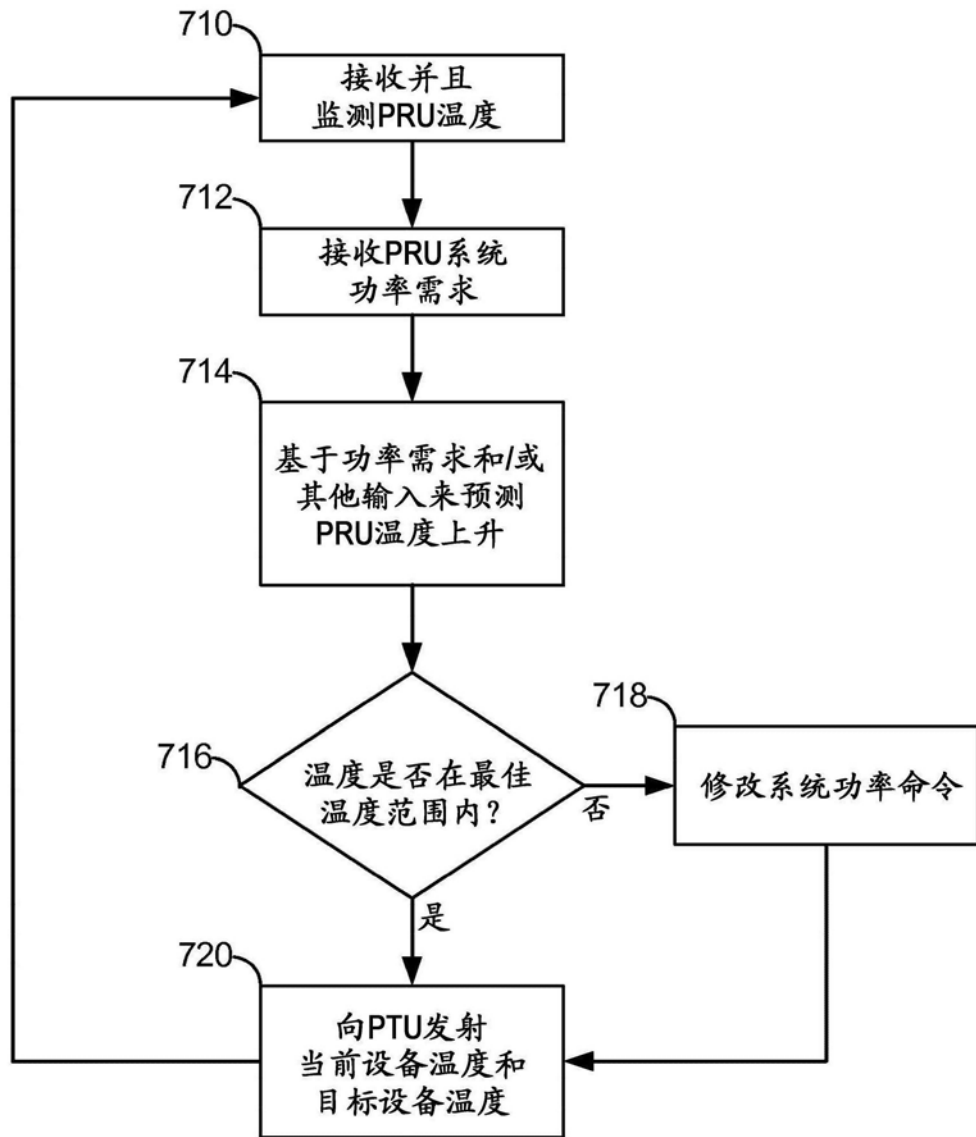 710
接收并且
监测PRU温度
712
接收PRU系统
功率需求
714
基于功率需求和/或
其他输入来预测
PRU温度上升
716
温度是否在最佳
温度范围内?
否
718
修改系统功率命令
是
720
向PTU发射
当前设备温度和
目标设备温度